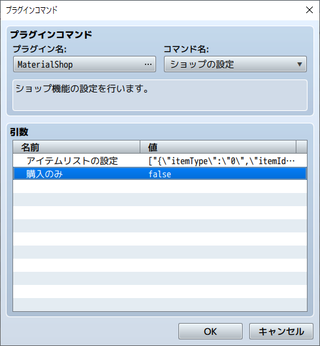 プラグインコマンド
プラグインコマンド
プラグイン名:
コマンド名:
MaterialShop ...
ショップの設定
ショップ機能の設定を行います。
引数
名前 値
アイテムリストの設定 ["{\"itemType\":\"0\",\"itemId…
購入のみ false
OK キャンセル